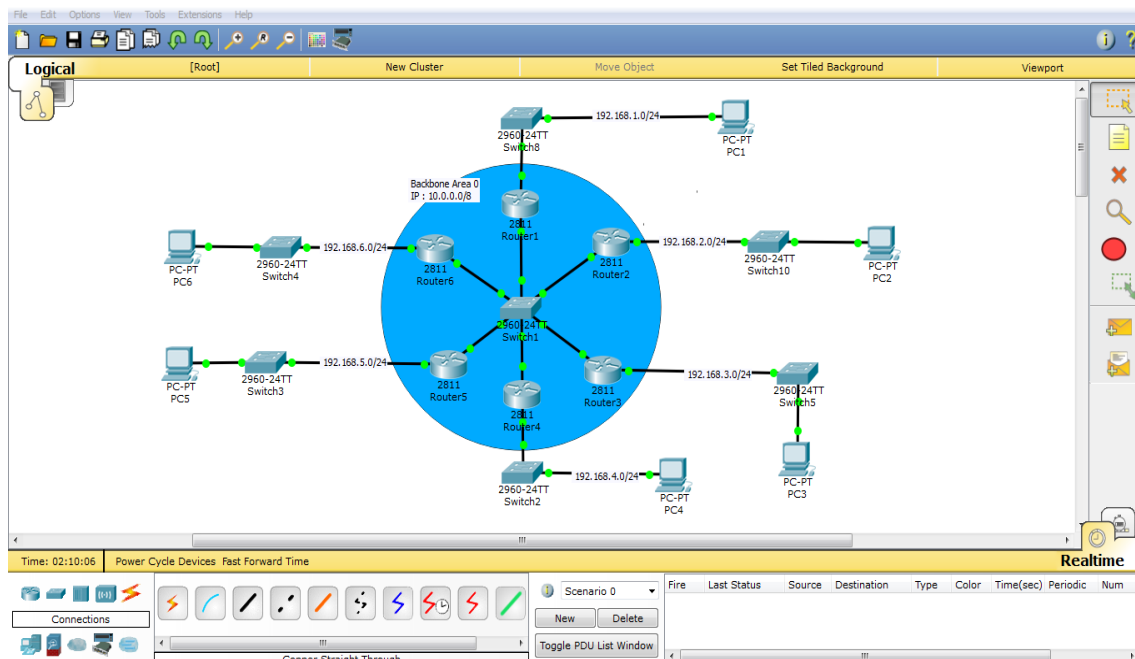 File Edit Options View Tools Extensions Help
Logical
[Root]
New Cluster
Move Object
Set Tiled Background
Viewport
2960-24TT
Switch8
192.168.1.0/24
PC-PT
PC1
Backbone Area 0
IP : 10.0.0.0/8
2811
Router1
192.168.6.0/24
PC-PT
PC6
2960-24TT
Switch4
2811
Router6
2811
Router2
192.168.2.0/24
2960-24TT
Switch10
PC-PT
PC2
2960-24TT
Switch1
192.168.5.0/24
PC-PT
PC5
2960-24TT
Switch3
2811
Router5
2811
Router4
2811
Router3
192.168.3.0/24
2960-24TT
Switch5
PC-PT
PC3
2960-24TT
Switch2
192.168.4.0/24
PC-PT
PC4
Time: 02:10:06
Power Cycle Devices Fast Forward Time
Realtime
Connections
Copper Straight-Through
Scenario 0
New
Delete
Toggle PDU List Window
Fire Last Status Source Destination Type Color Time(sec) Periodic Num